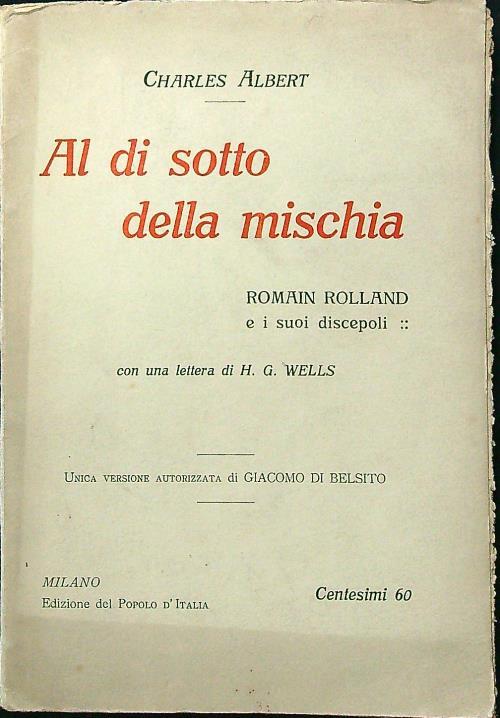 CHARLES ALBERT
Al di sotto
della mischia
ROMAIN ROLLAND
e i suoi discepoli ::
con una lettera di H. G. WELLS
UNICA VERSIONE AUTORIZZATA di GIACOMO DI BELSITO
MILANO
Edizione del POPOLO D'ITALIA
Centesimi 60